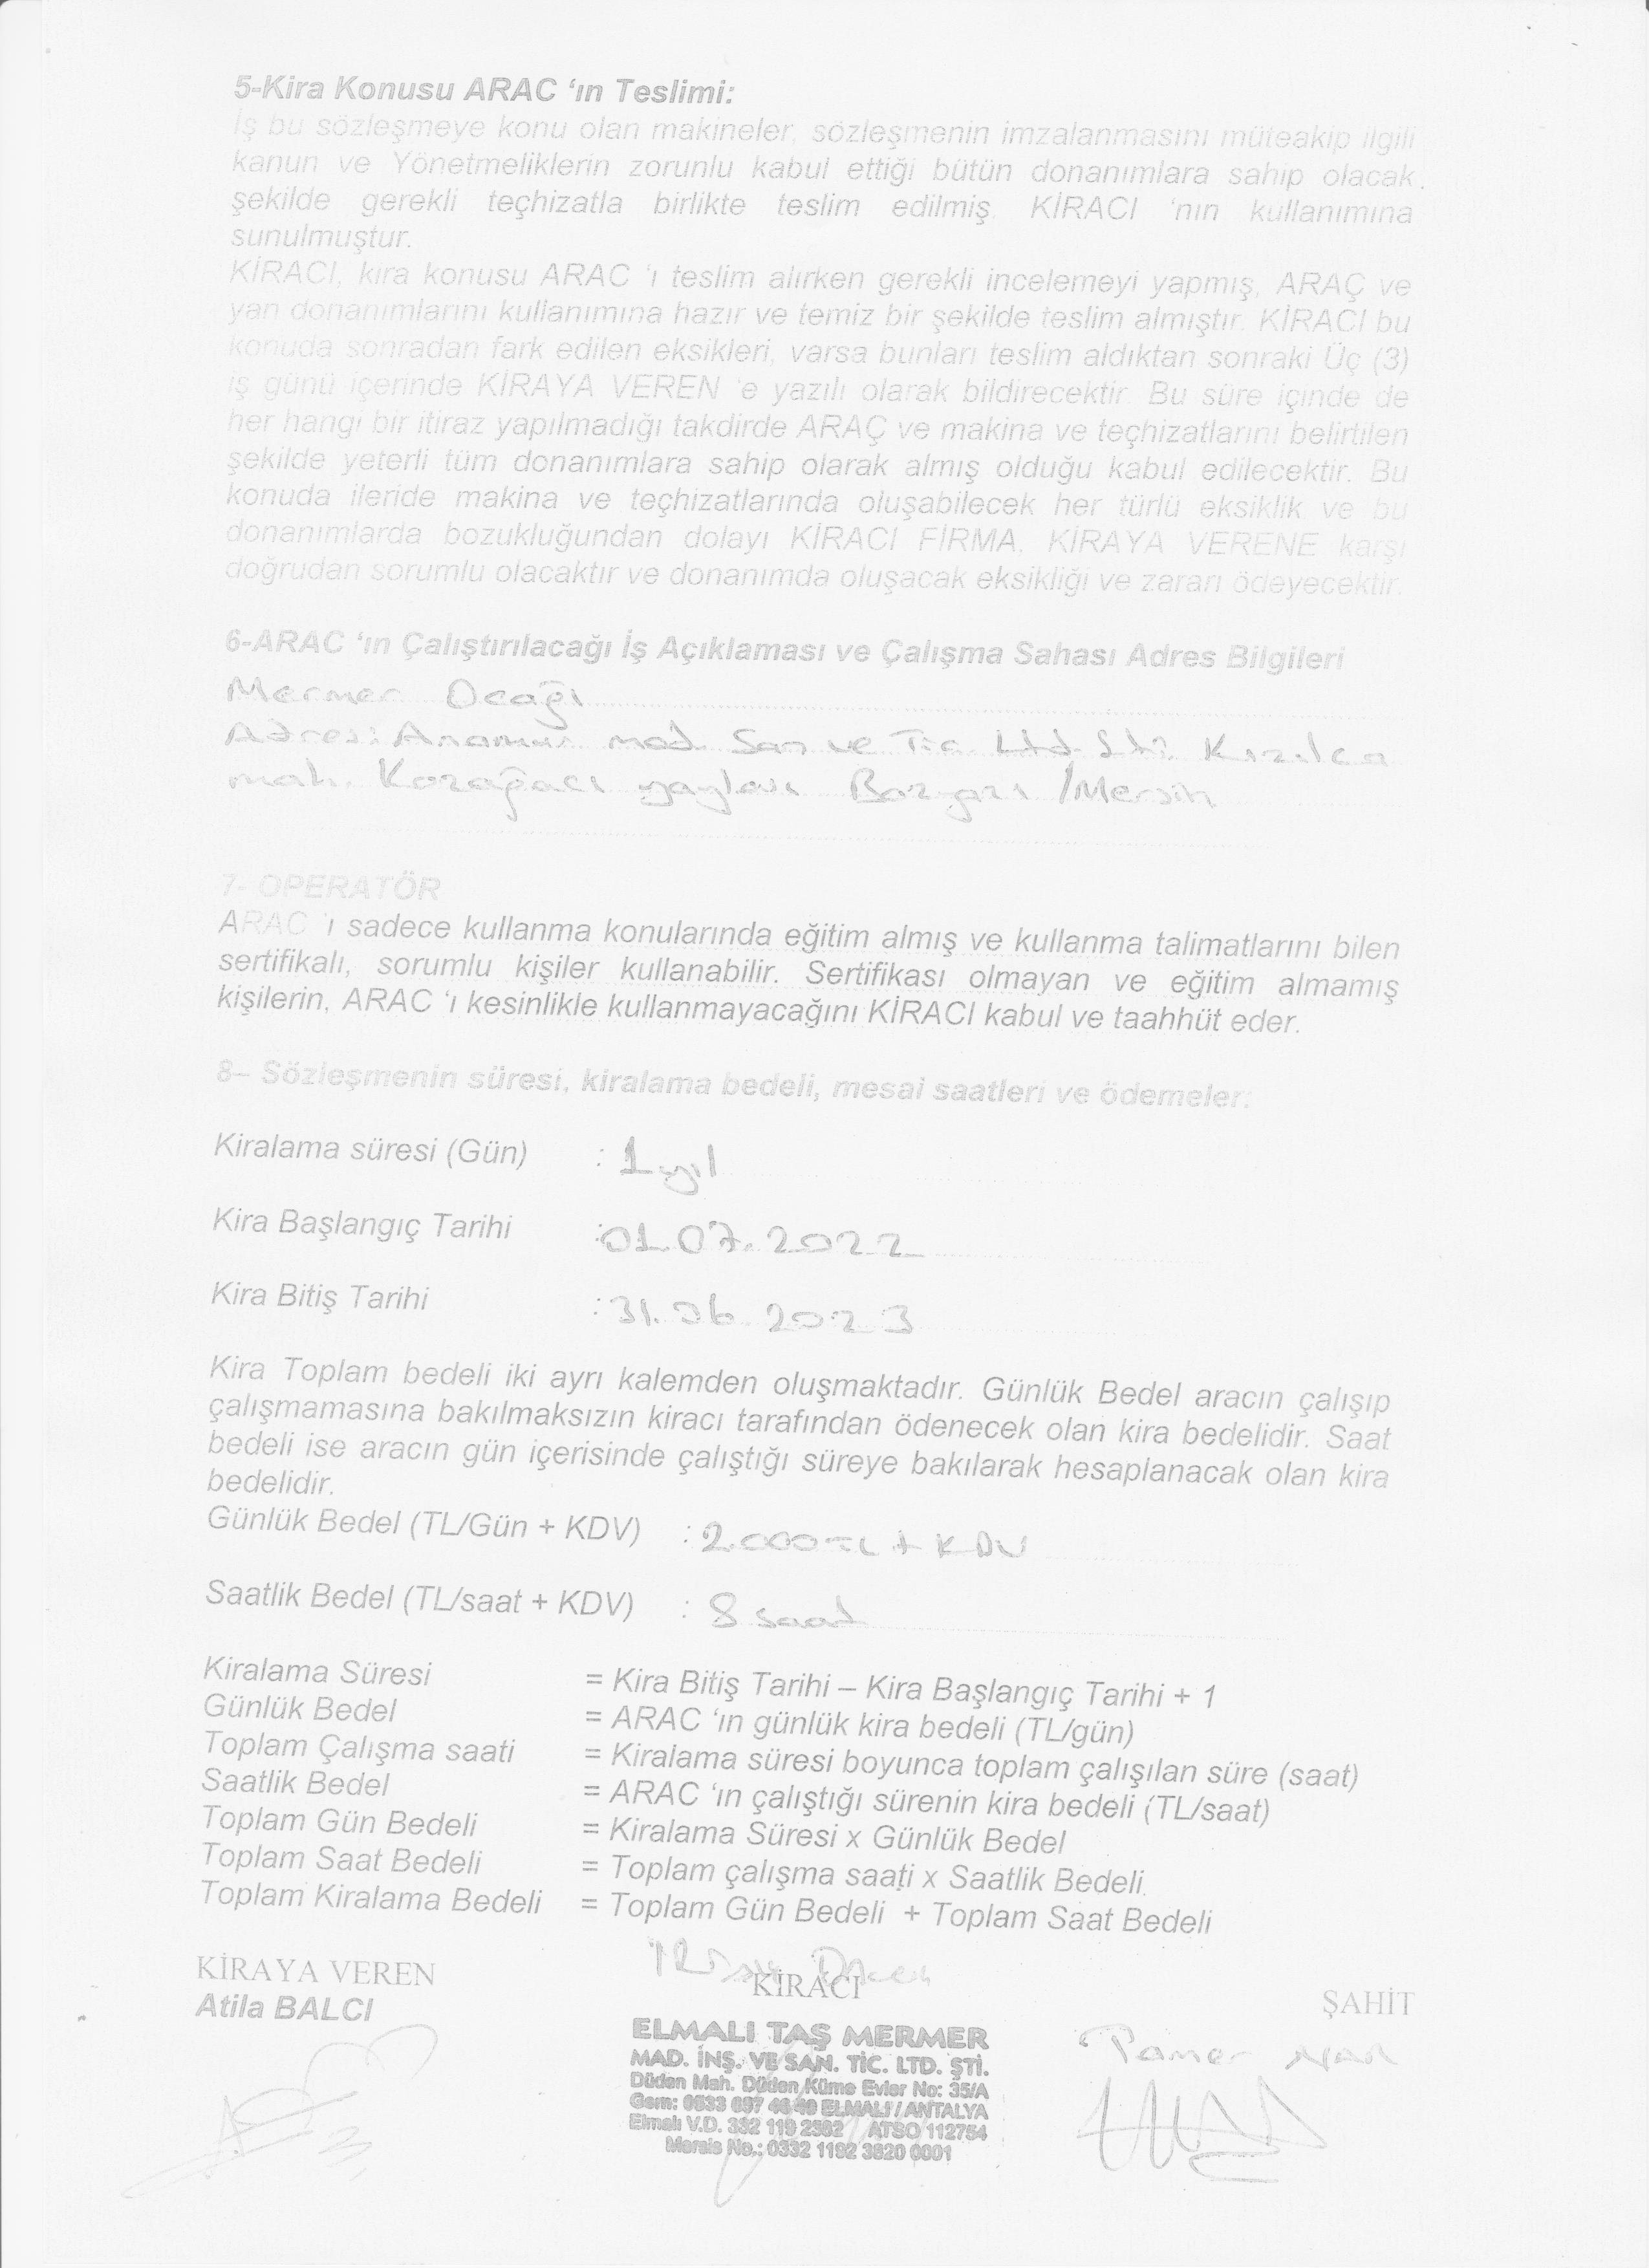 5-Kira Konusu ARAC ‘ın Teslimi:
İş bu sözleşmeye konu olan makineler, sözleşmenin imzalanmasını müteakip ilgili
kanun ve Yönetmeliklerin zorunlu kabul ettiği bütün donanımlara sahip olacak
şekilde gerekli teçhizatla birlikte teslim edilmiş, KİRACI ‘nın kullanımına
sunulmuştur.
KİRACI, kira konusu ARAC ‘ı teslim alırken gerekli incelemeyi yapmış, ARAÇ ve
yan donanımlarını kullanımına hazır ve temiz bir şekilde teslim almıştır. KİRACI bu
konuda sonradan fark edilen eksikleri, varsa bunları teslim aldıktan sonraki Üç (3)
iş günü içerinde KİRAYA VEREN ‘e yazılı olarak bildirecektir. Bu süre içinde de
her hangi bir itiraz yapılmadığı takdirde ARAÇ ve makina ve teçhizatlarını belirtilen
şekilde yeterli tüm donanımlara sahip olarak almış olduğu kabul edilecektir. Bu
konuda ileride makina ve teçhizatlarında oluşabilecek her türlü eksiklik ve bu
donanımlarda bozukluğundan dolayı KİRACI FİRMA, KİRAYA VERENE karşı
doğrudan sorumlu olacaktır ve donanımda oluşacak eksikliği ve zararı ödeyecektir.
6-ARAC ‘ın Çalıştırılacağı İş Açıklaması ve Çalışma Sahası Adres Bilgileri
Mermer Ocağı
Adres: Anamur mad. San ve Tic. Ltd. Şti. Kızılca
mah. Kozağacı yaylası Bozyazı /Mersin
7- OPERATÖR
ARAC ‘ı sadece kullanma konularında eğitim almış ve kullanma talimatlarını bilen
sertifikalı, sorumlu kişiler kullanabilir. Sertifikası olmayan ve eğitim almamış
kişilerin, ARAC ‘ı kesinlikle kullanmayacağını KİRACI kabul ve taahhüt eder.
8– Sözleşmenin süresi, kiralama bedeli, mesai saatleri ve ödemeler:
Kiralama süresi (Gün) : 1 yıl
Kira Başlangıç Tarihi : 01.07.2022
Kira Bitiş Tarihi : 31.06.2023
Kira Toplam bedeli iki ayrı kalemden oluşmaktadır. Günlük Bedel aracın çalışıp
çalışmamasına bakılmaksızın kiracı tarafından ödenecek olan kira bedelidir. Saat
bedeli ise aracın gün içerisinde çalıştığı süreye bakılarak hesaplanacak olan kira
bedelidir.
Günlük Bedel (TL/Gün + KDV) : 2.000 TL + KDV
Saatlik Bedel (TL/saat + KDV) : 8 saat
Kiralama Süresi = Kira Bitiş Tarihi – Kira Başlangıç Tarihi + 1
Günlük Bedel = ARAC ‘ın günlük kira bedeli (TL/gün)
Toplam Çalışma saati = Kiralama süresi boyunca toplam çalışılan süre (saat)
Saatlik Bedel = ARAC ‘ın çalıştığı sürenin kira bedeli (TL/saat)
Toplam Gün Bedeli = Kiralama Süresi x Günlük Bedel
Toplam Saat Bedeli = Toplam çalışma saati x Saatlik Bedeli
Toplam Kiralama Bedeli = Toplam Gün Bedeli + Toplam Saat Bedeli
KİRAYA VEREN KİRACI ŞAHİT
Atila BALCI
ELMALI TAŞ MERMER
MAD. İNŞ. VE SAN. TİC. LTD. ŞTİ.
Düden Mah. Düden Küme Evler No: 35/A
Gsm: 0533 ELMALI / ANTALYA
Elmalı V.D. 332 119 ATSO 112754
Mersis No.: 0332 1192 3820 0001